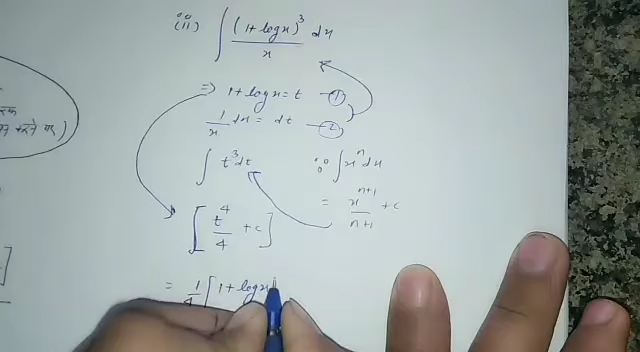 (ii) ∫ (1+logx)³/x dx
⇒ 1+logx = t —①
1/x dx = dt —②
∫ t³dt ∵ ∫xⁿdx
= xⁿ⁺¹/n+1 + c
[t⁴/4 + c]
= 1/4 [1+logx